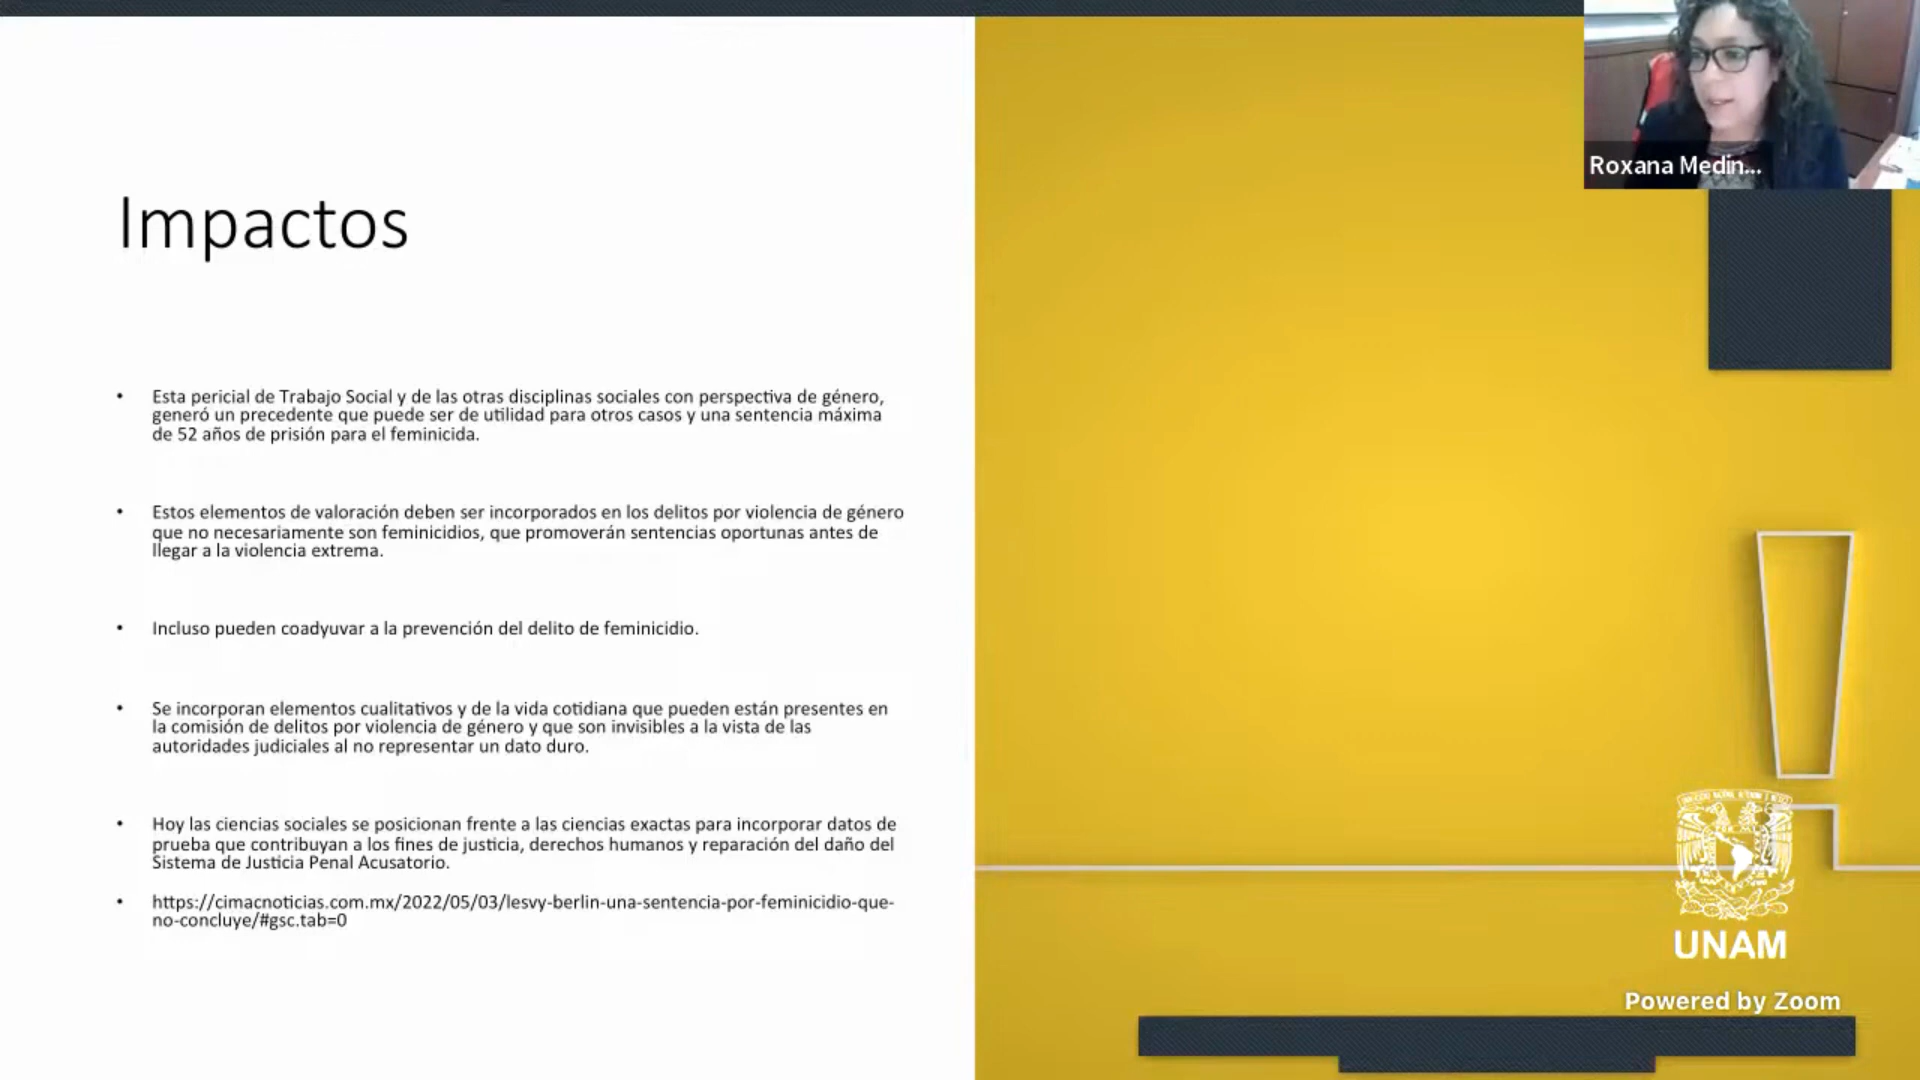 Roxana Medin...
Impactos
• Esta pericial de Trabajo Social y de las otras disciplinas sociales con perspectiva de género,
generó un precedente que puede ser de utilidad para otros casos y una sentencia máxima
de 52 años de prisión para el feminicida.
• Estos elementos de valoración deben ser incorporados en los delitos por violencia de género
que no necesariamente son feminicidios, que promoverán sentencias oportunas antes de
llegar a la violencia extrema.
• Incluso pueden coadyuvar a la prevención del delito de feminicidio.
• Se incorporan elementos cualitativos y de la vida cotidiana que pueden están presentes en
la comisión de delitos por violencia de género y que son invisibles a la vista de las
autoridades judiciales al no representar un dato duro.
• Hoy las ciencias sociales se posicionan frente a las ciencias exactas para incorporar datos de
prueba que contribuyan a los fines de justicia, derechos humanos y reparación del daño del
Sistema de Justicia Penal Acusatorio.
• https://cimacnoticias.com.mx/2022/05/03/lesvy-berlin-una-sentencia-por-feminicidio-que-
no-concluye/#gsc.tab=0
UNAM
Powered by Zoom